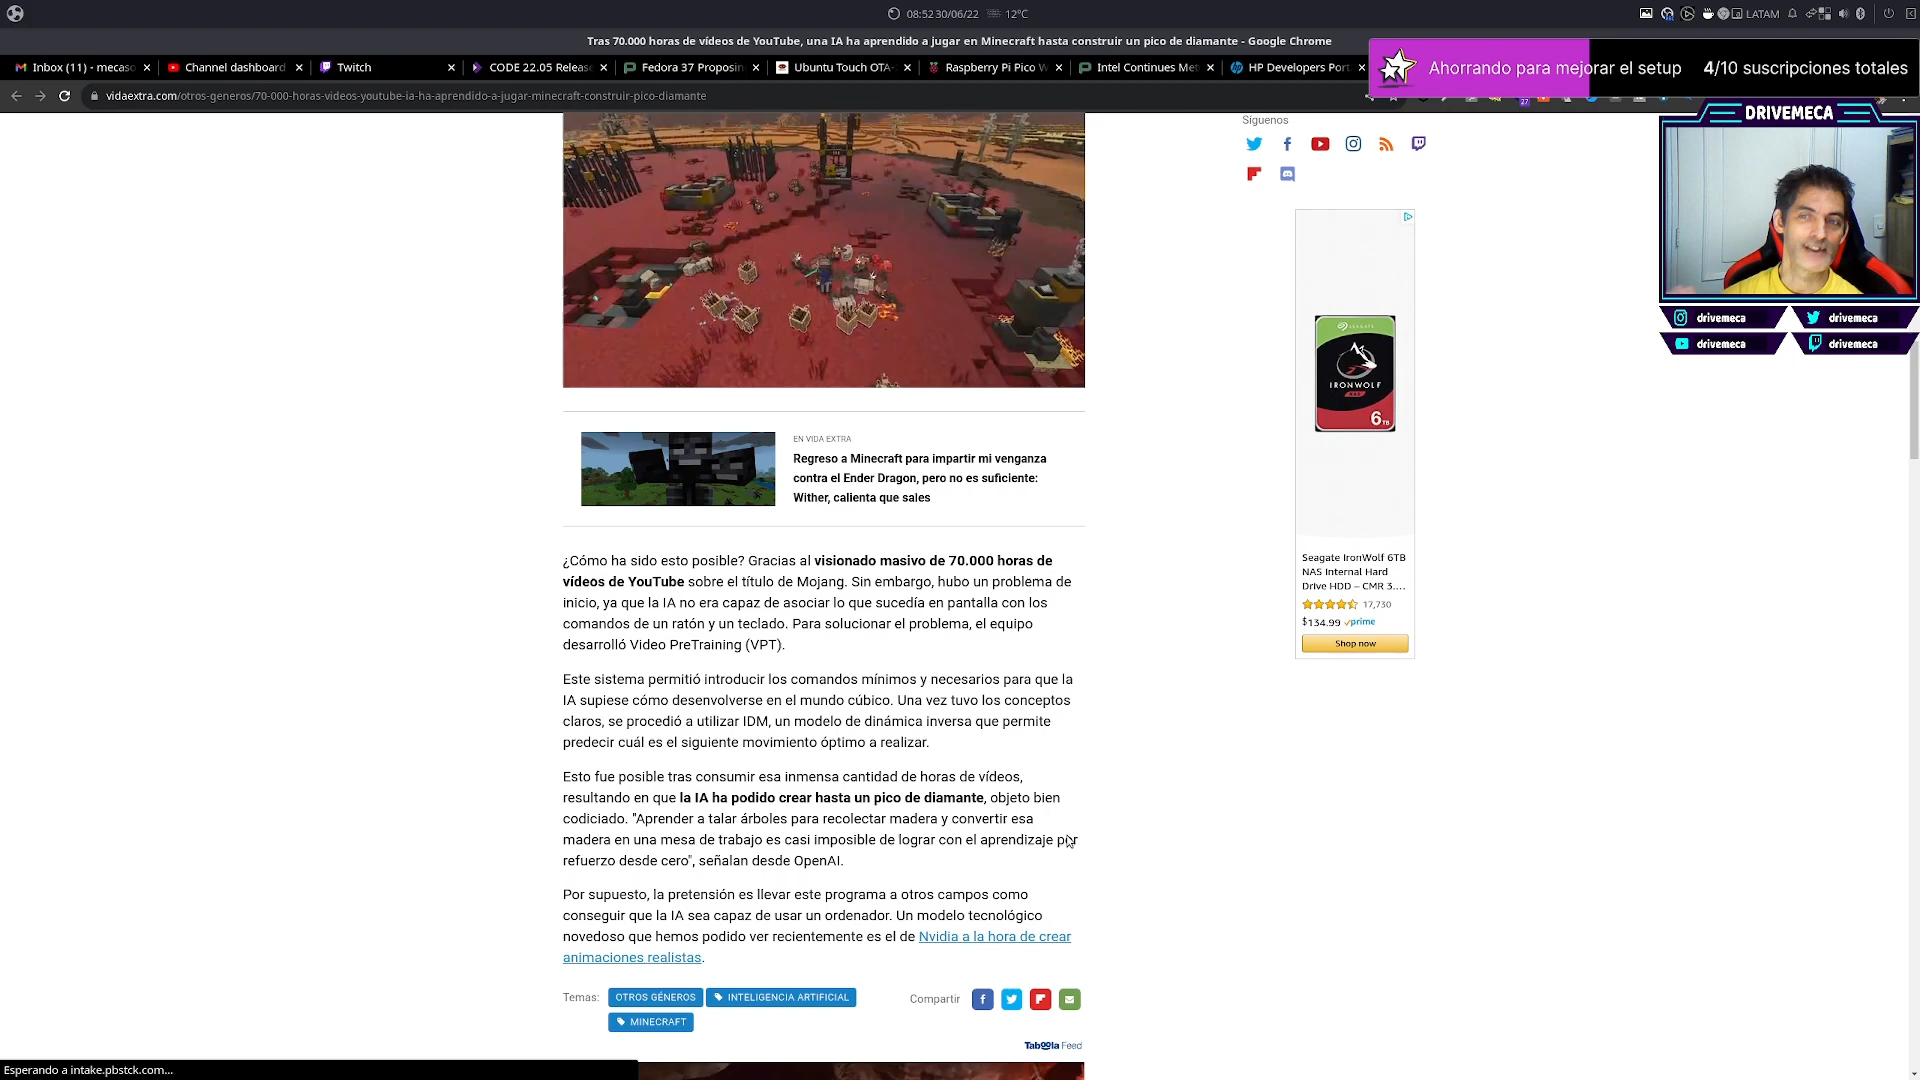 08:52 30/06/22 12°C
LATAM
Tras 70.000 horas de vídeos de YouTube, una IA ha aprendido a jugar en Minecraft hasta construir un pico de diamante - Google Chrome
Inbox (11) - mecaso
Channel dashboard
Twitch
CODE 22.05 Release
Fedora 37 Proposin
Ubuntu Touch OTA-
Raspberry Pi Pico W
Intel Continues Met
HP Developers Port
Ahorrando para mejorar el setup 4/10 suscripciones totales
vidaextra.com/otros-generos/70-000-horas-videos-youtube-ia-ha-aprendido-a-jugar-minecraft-construir-pico-diamante
27
DRIVEMECA
drivemeca
drivemeca
drivemeca
drivemeca
Síguenos
SEAGATE
IRONWOLF
NAS
6TB
Seagate IronWolf 6TB
NAS Internal Hard
Drive HDD – CMR 3....
17,730
$134.99 prime
Shop now
EN VIDA EXTRA
Regreso a Minecraft para impartir mi venganza
contra el Ender Dragon, pero no es suficiente:
Wither, calienta que sales
¿Cómo ha sido esto posible? Gracias al visionado masivo de 70.000 horas de
vídeos de YouTube sobre el título de Mojang. Sin embargo, hubo un problema de
inicio, ya que la IA no era capaz de asociar lo que sucedía en pantalla con los
comandos de un ratón y un teclado. Para solucionar el problema, el equipo
desarrolló Video PreTraining (VPT).
Este sistema permitió introducir los comandos mínimos y necesarios para que la
IA supiese cómo desenvolverse en el mundo cúbico. Una vez tuvo los conceptos
claros, se procedió a utilizar IDM, un modelo de dinámica inversa que permite
predecir cuál es el siguiente movimiento óptimo a realizar.
Esto fue posible tras consumir esa inmensa cantidad de horas de vídeos,
resultando en que la IA ha podido crear hasta un pico de diamante, objeto bien
codiciado. "Aprender a talar árboles para recolectar madera y convertir esa
madera en una mesa de trabajo es casi imposible de lograr con el aprendizaje por
refuerzo desde cero", señalan desde OpenAI.
Por supuesto, la pretensión es llevar este programa a otros campos como
conseguir que la IA sea capaz de usar un ordenador. Un modelo tecnológico
novedoso que hemos podido ver recientemente es el de Nvidia a la hora de crear
animaciones realistas.
Temas: OTROS GÉNEROS INTELIGENCIA ARTIFICIAL
MINECRAFT
Compartir
Taboola Feed
Esperando a intake.pbstck.com...